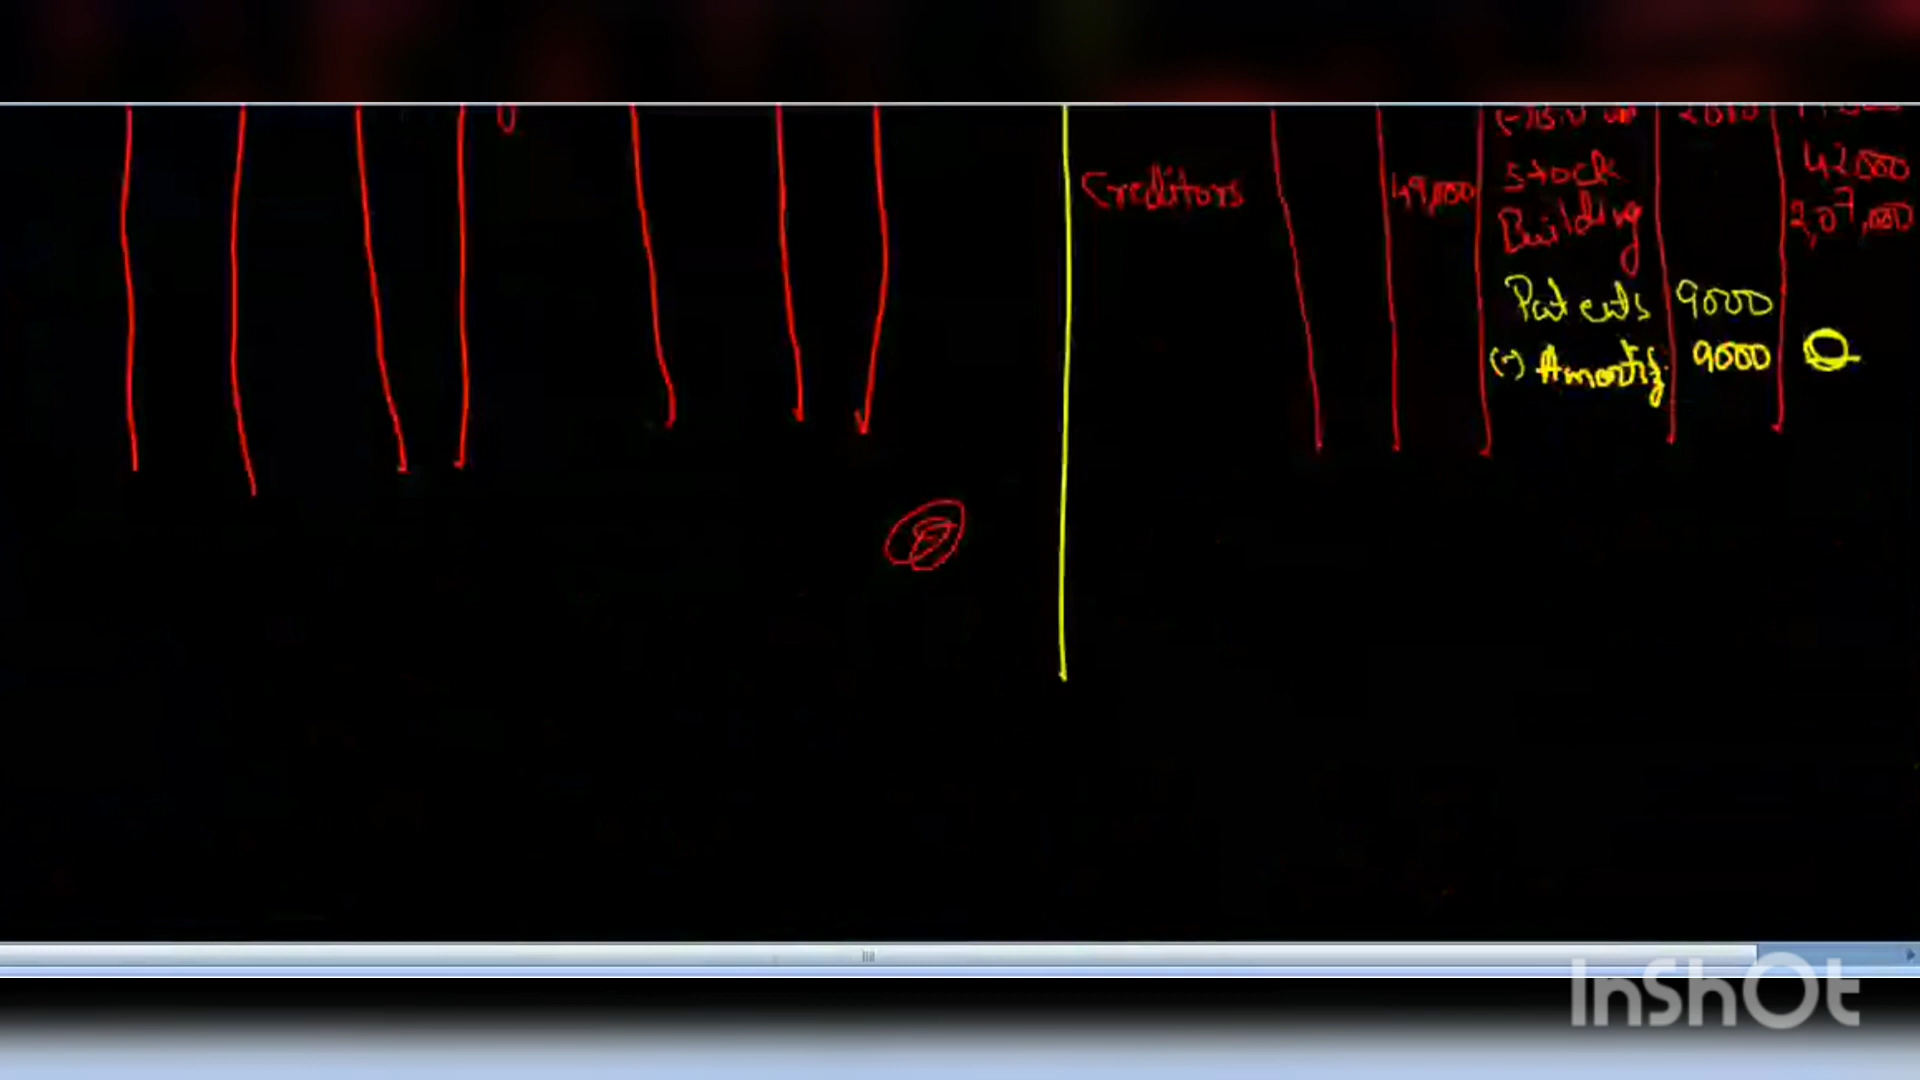 Creditors 49,000
Stock 42,000
Building 2,07,000
Patents 9000
(-) Amortiz. 9000 0
InShOt